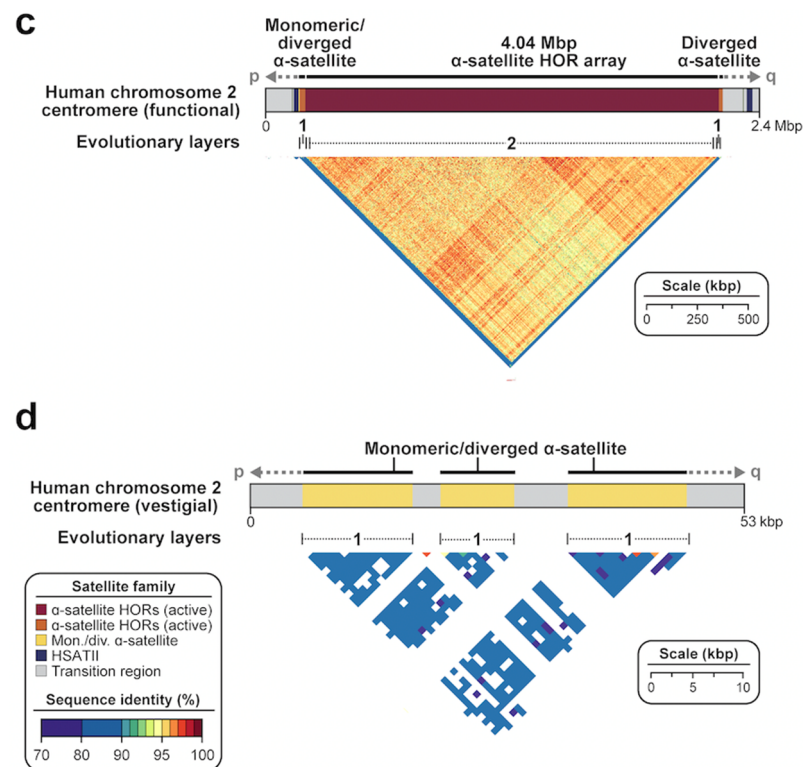 c
Monomeric/
diverged
α-satellite
4.04 Mbp
α-satellite HOR array
Diverged
α-satellite
p
q
Human chromosome 2
centromere (functional)
0
1
1
2.4 Mbp
Evolutionary layers
2
Scale (kbp)
0 250 500
d
Monomeric/diverged α-satellite
p
q
Human chromosome 2
centromere (vestigial)
0
53 kbp
Evolutionary layers
1
1
1
Satellite family
α-satellite HORs (active)
α-satellite HORs (active)
Mon./div. α-satellite
HSATII
Transition region
Sequence identity (%)
70 80 90 95 100
Scale (kbp)
0 5 10